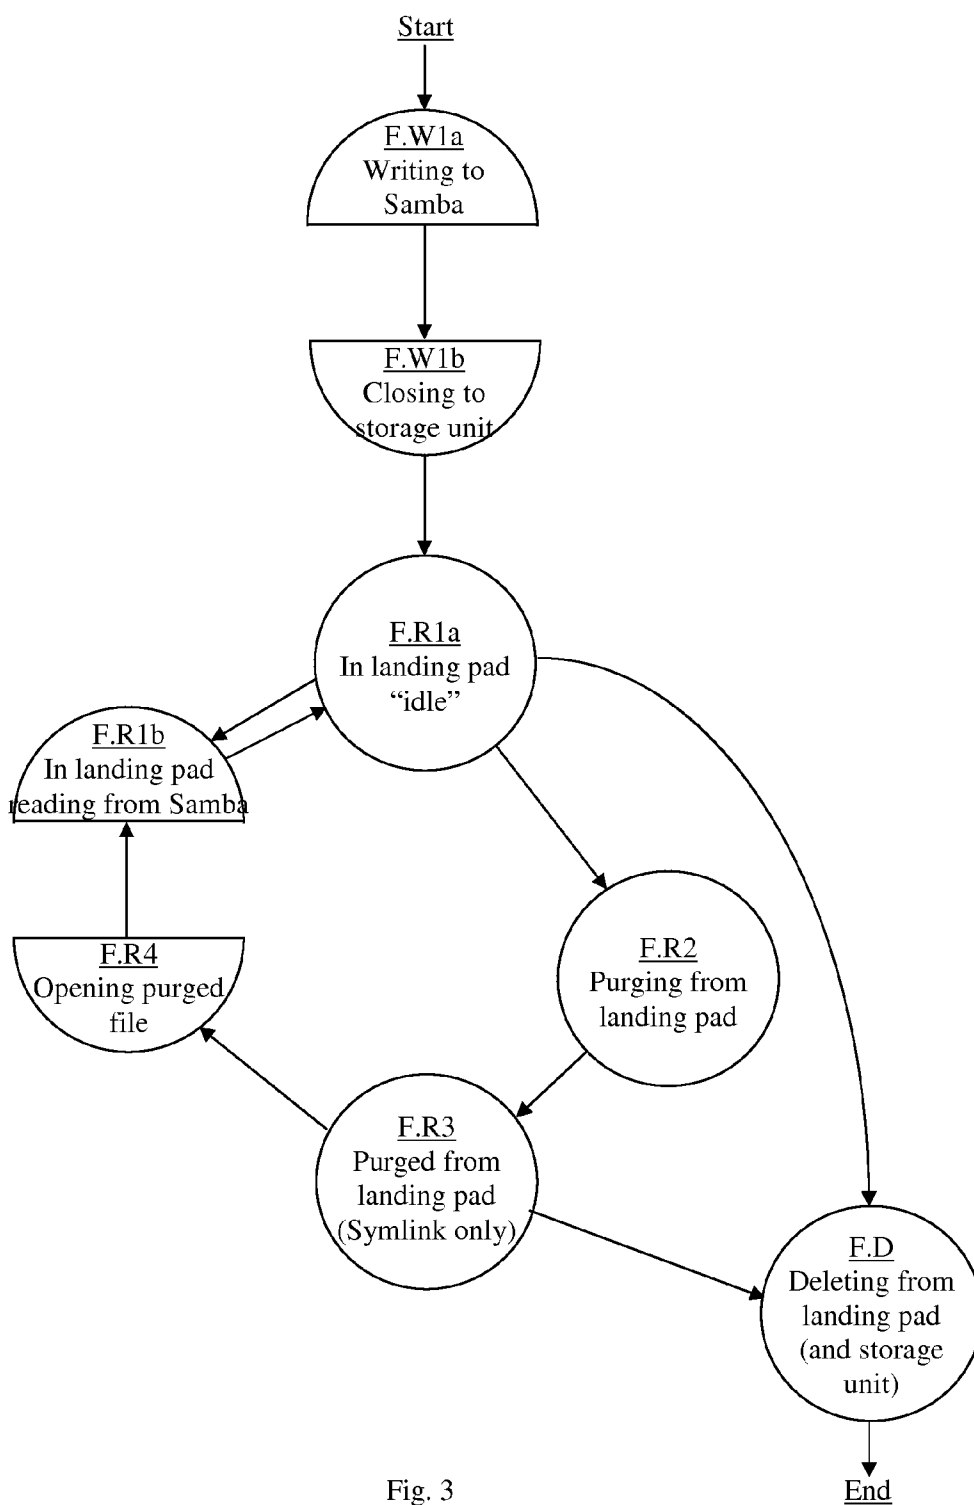 Start
F.W1a
Writing to
Samba
F.W1b
Closing to
storage unit
F.R1a
In landing pad
“idle”
F.R1b
In landing pad
reading from Samba
F.R2
Purging from
landing pad
F.R4
Opening purged
file
F.R3
Purged from
landing pad
(Symlink only)
F.D
Deleting from
landing pad
(and storage
unit)
End
Fig. 3